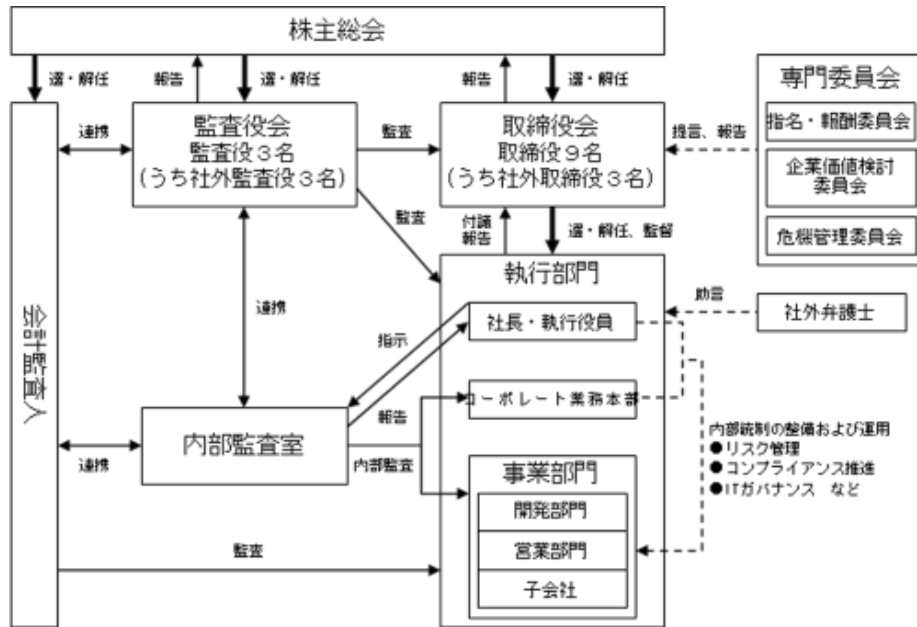 株主総会
選・解任
報告
選・解任
報告
選・解任
専門委員会
指名・報酬委員会
企業価値検討
委員会
危機管理委員会
連携
監査役会
監査役3名
(うち社外監査役3名)
監査
取締役会
取締役9名
(うち社外取締役3名)
提言、報告
監査
付議
報告
選・解任、監督
会計監査人
連携
執行部門
助言
社外弁護士
社長・執行役員
指示
コーポレート業務本部
報告
内部監査室
連携
内部監査
内部統制の整備および運用
●リスク管理
●コンプライアンス推進
●ITガバナンス など
事業部門
開発部門
営業部門
子会社
監査